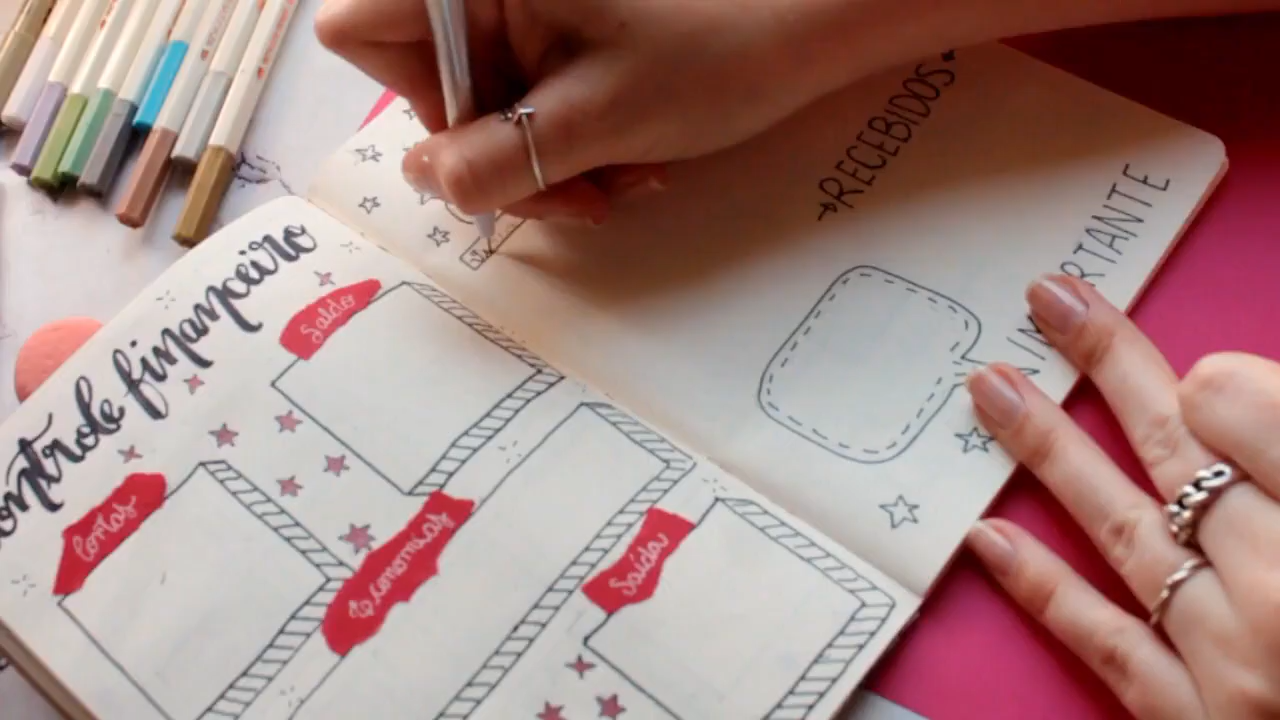 ontrole financeiro
Saldo
Contas
Economias
Saída
RECEBIDOS
IMPORTANTE